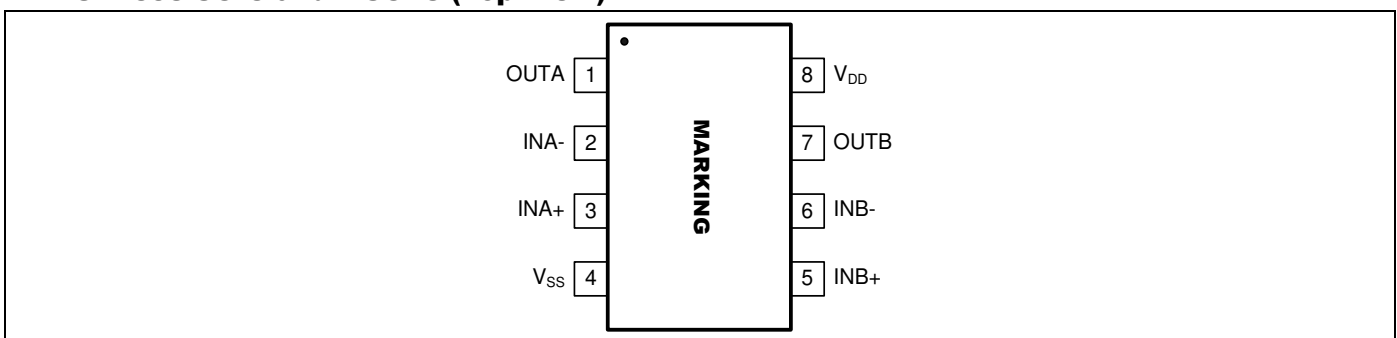 OUTA 1 8 VDD
INA- 2 7 OUTB
INA+ 3 6 INB-
VSS 4 5 INB+
MARKING